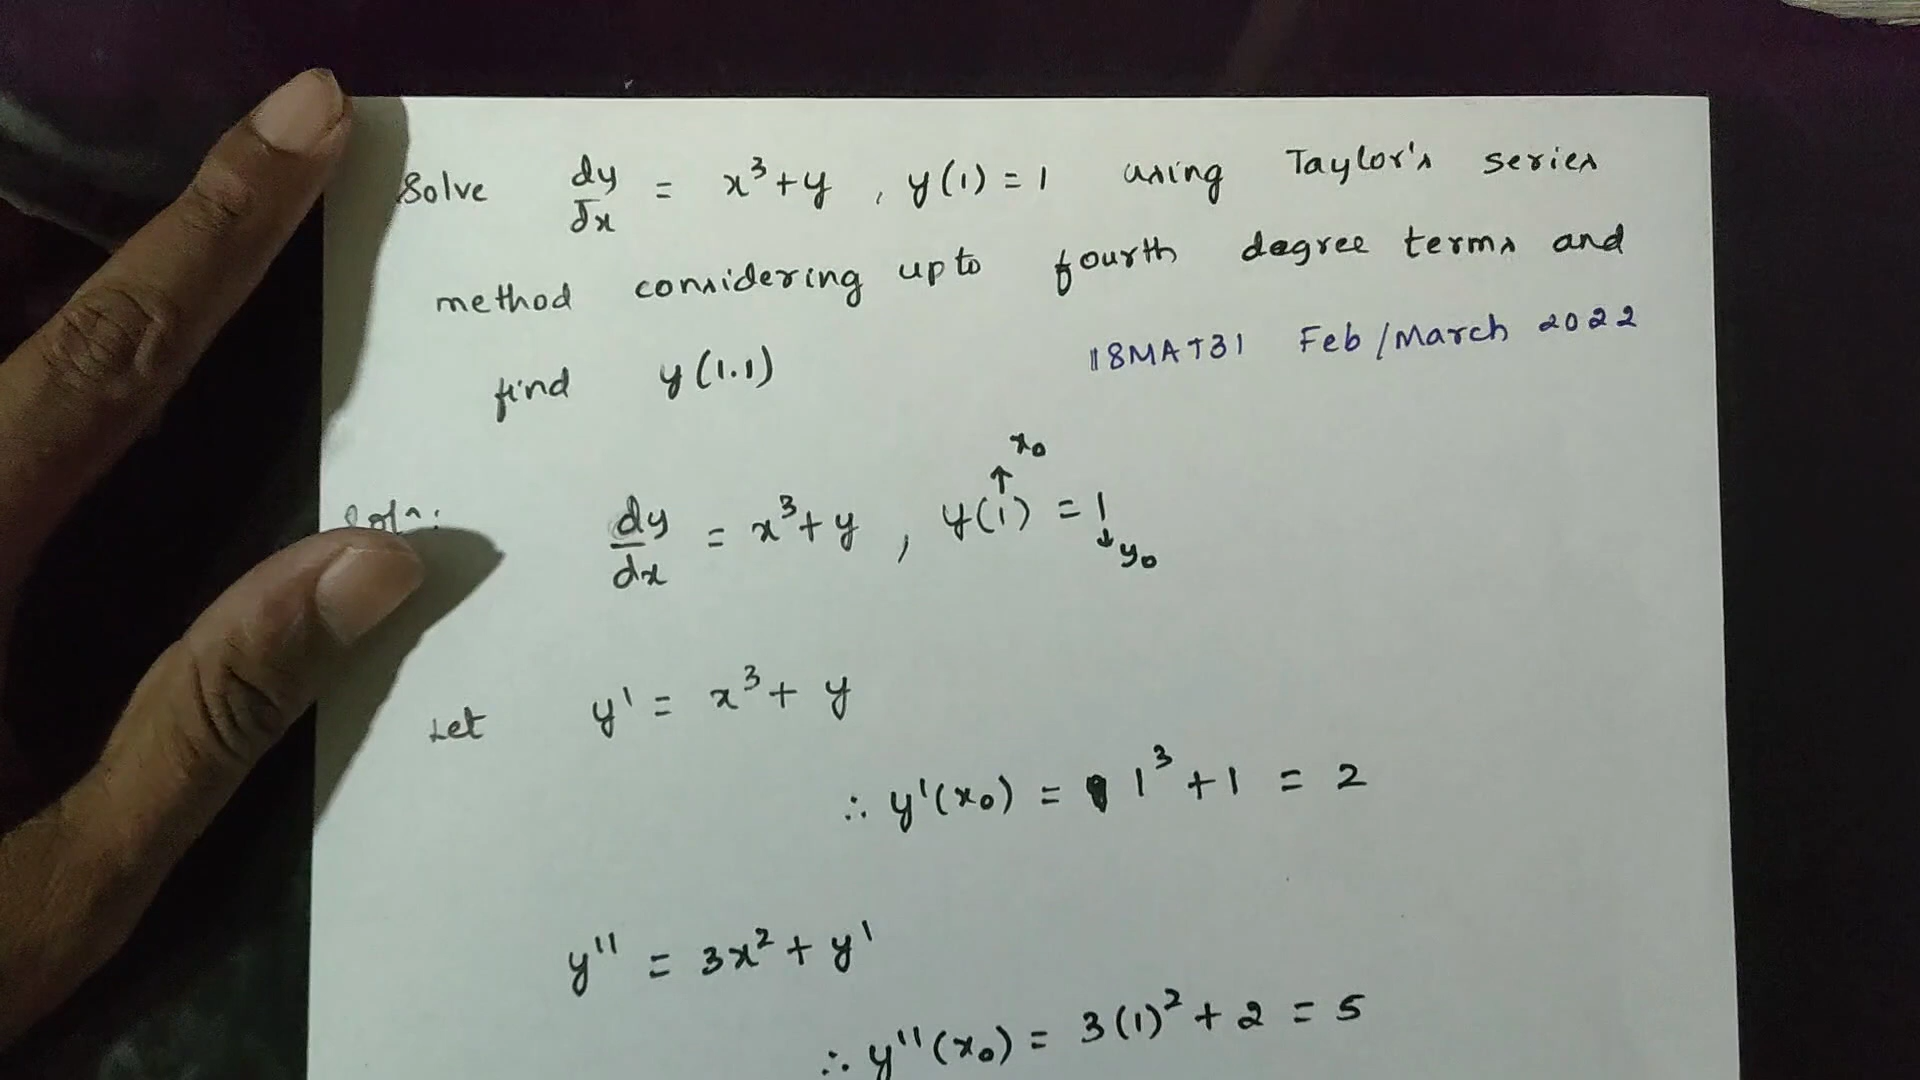 Solve dy/dx = x³+y , y(1) = 1 using Taylor's series
method considering upto fourth degree terms and
find y(1.1) 18MAT31 Feb/March 2022
x₀
↑
Soln: dy/dx = x³+y , y(1) = 1
↓y₀
Let y' = x³+ y
∴ y'(x₀) = 1³+1 = 2
y'' = 3x²+ y'
∴ y''(x₀) = 3(1)²+ 2 = 5